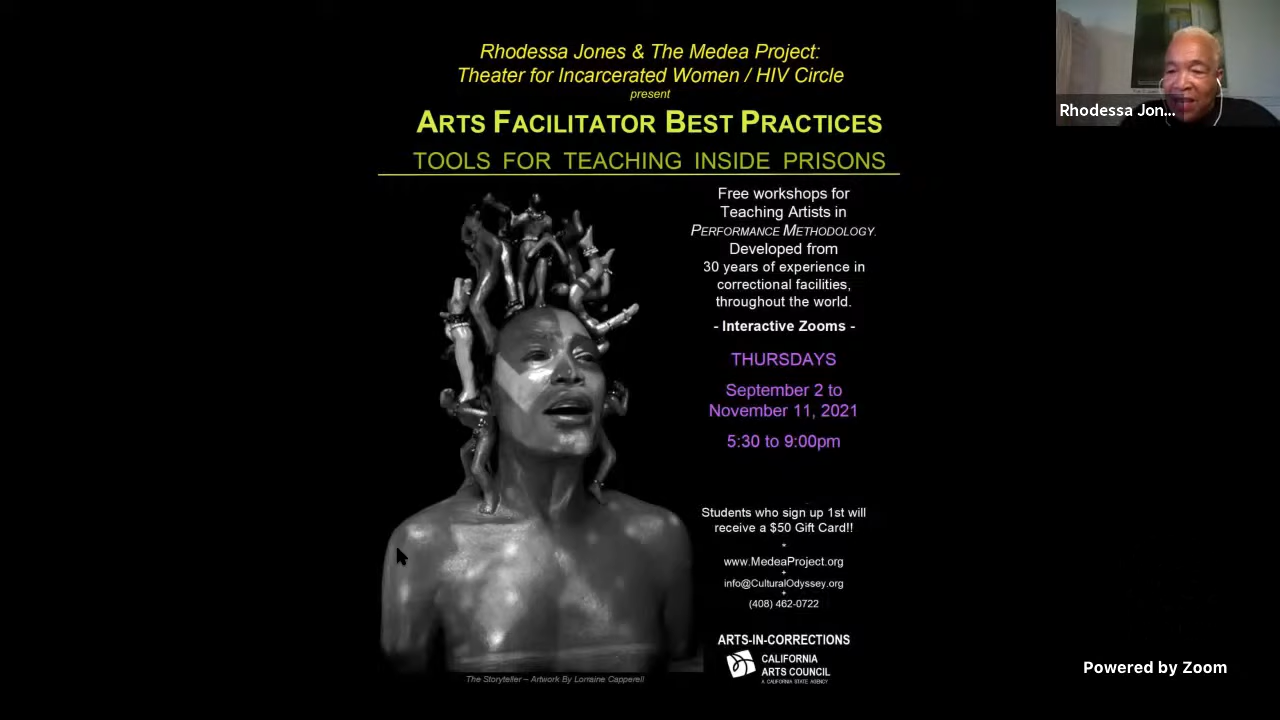 Rhodessa Jones & The Medea Project:
Theater for Incarcerated Women / HIV Circle
present
ARTS FACILITATOR BEST PRACTICES
TOOLS FOR TEACHING INSIDE PRISONS
Free workshops for
Teaching Artists in
PERFORMANCE METHODOLOGY.
Developed from
30 years of experience in
correctional facilities,
throughout the world.
- Interactive Zooms -
THURSDAYS
September 2 to
November 11, 2021
5:30 to 9:00pm
Students who sign up 1st will
receive a $50 Gift Card!!
*
www.MedeaProject.org
+
info@CulturalOdyssey.org
+
(408) 462-0722
ARTS-IN-CORRECTIONS
CALIFORNIA
ARTS COUNCIL
A CALIFORNIA STATE AGENCY
The Storyteller – Artwork By Lorraine Capperell
Rhodessa Jon...
Powered by Zoom